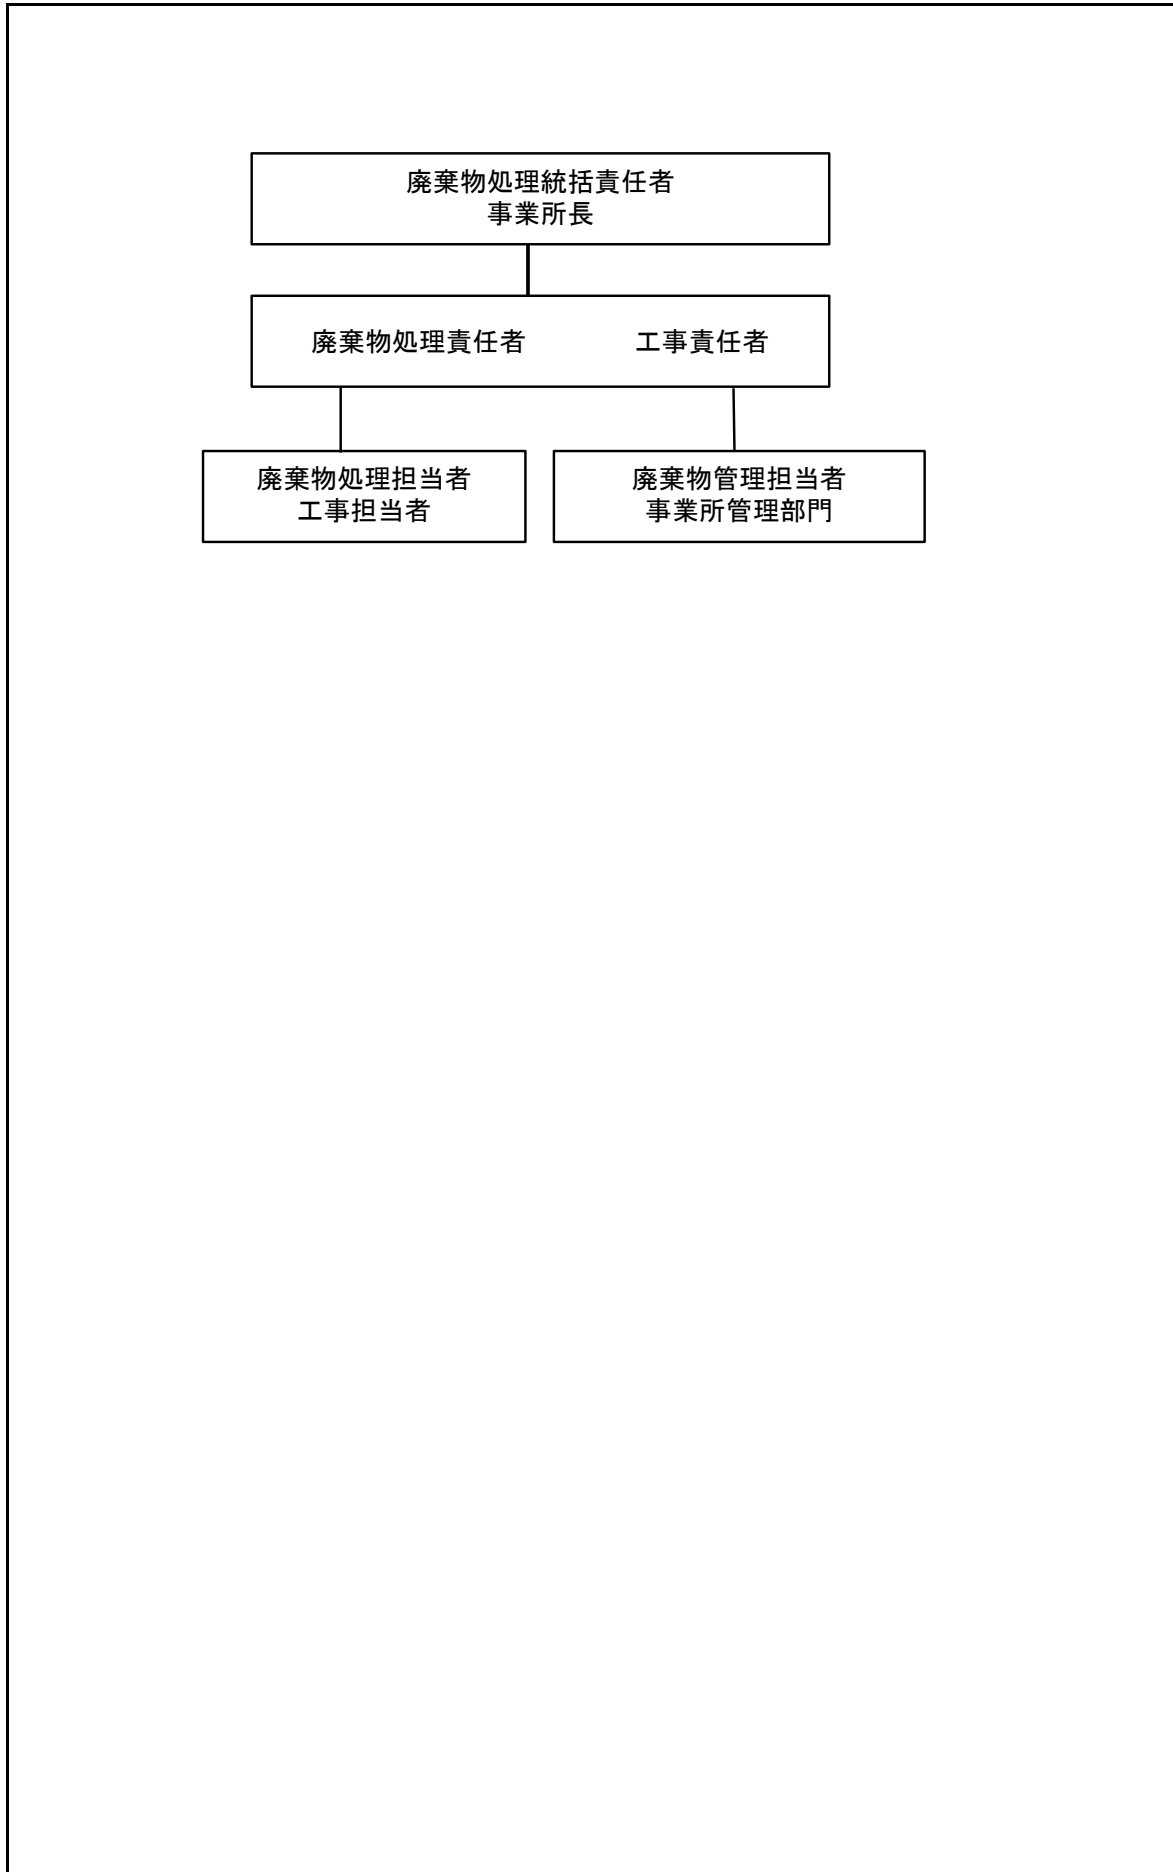 廃棄物処理統括責任者
事業所長
廃棄物処理責任者　　　　工事責任者
廃棄物処理担当者
工事担当者
廃棄物管理担当者
事業所管理部門